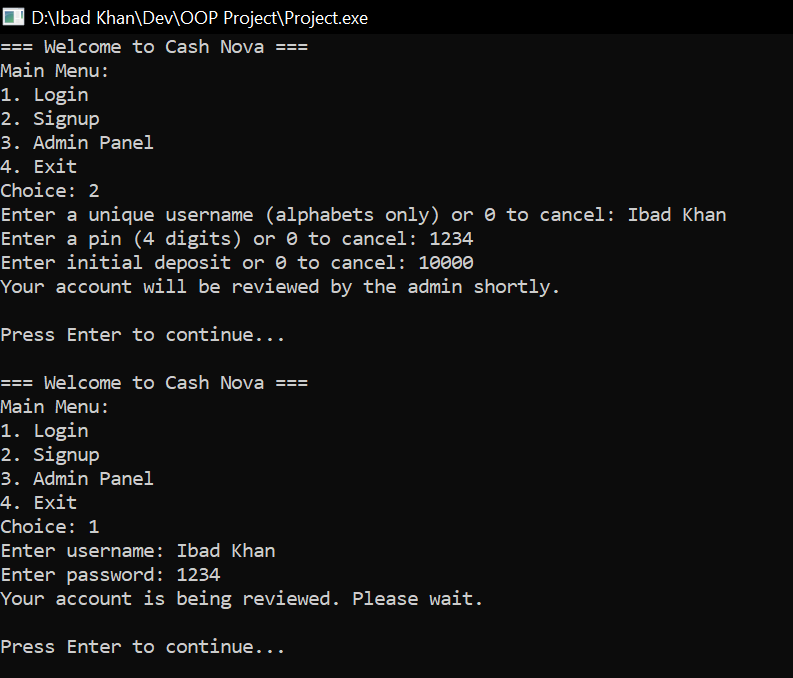 D:\Ibad Khan\Dev\OOP Project\Project.exe
=== Welcome to Cash Nova ===
Main Menu:
1. Login
2. Signup
3. Admin Panel
4. Exit
Choice: 2
Enter a unique username (alphabets only) or 0 to cancel: Ibad Khan
Enter a pin (4 digits) or 0 to cancel: 1234
Enter initial deposit or 0 to cancel: 10000
Your account will be reviewed by the admin shortly.
Press Enter to continue...
=== Welcome to Cash Nova ===
Main Menu:
1. Login
2. Signup
3. Admin Panel
4. Exit
Choice: 1
Enter username: Ibad Khan
Enter password: 1234
Your account is being reviewed. Please wait.
Press Enter to continue...